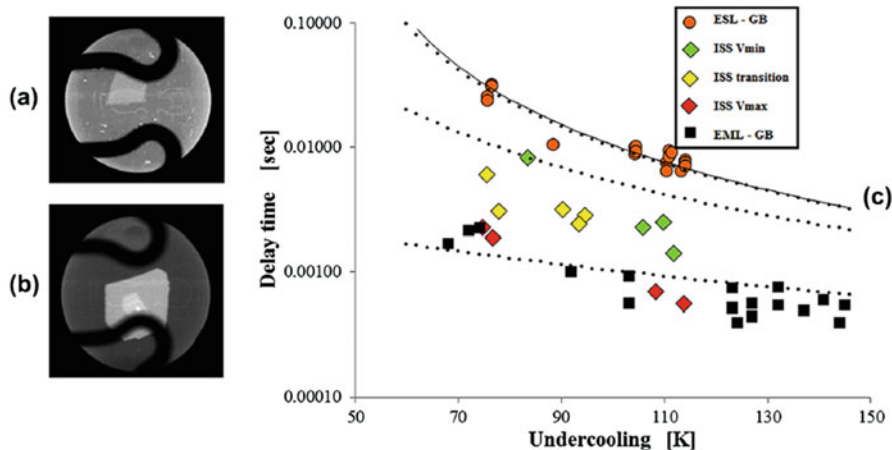 (a)
(b)
(c)
ESL - GB
ISS Vmin
ISS transition
ISS Vmax
EML - GB
Delay time [sec]
0.10000
0.01000
0.00100
0.00010
50
70
90
110
130
150
Undercooling [K]